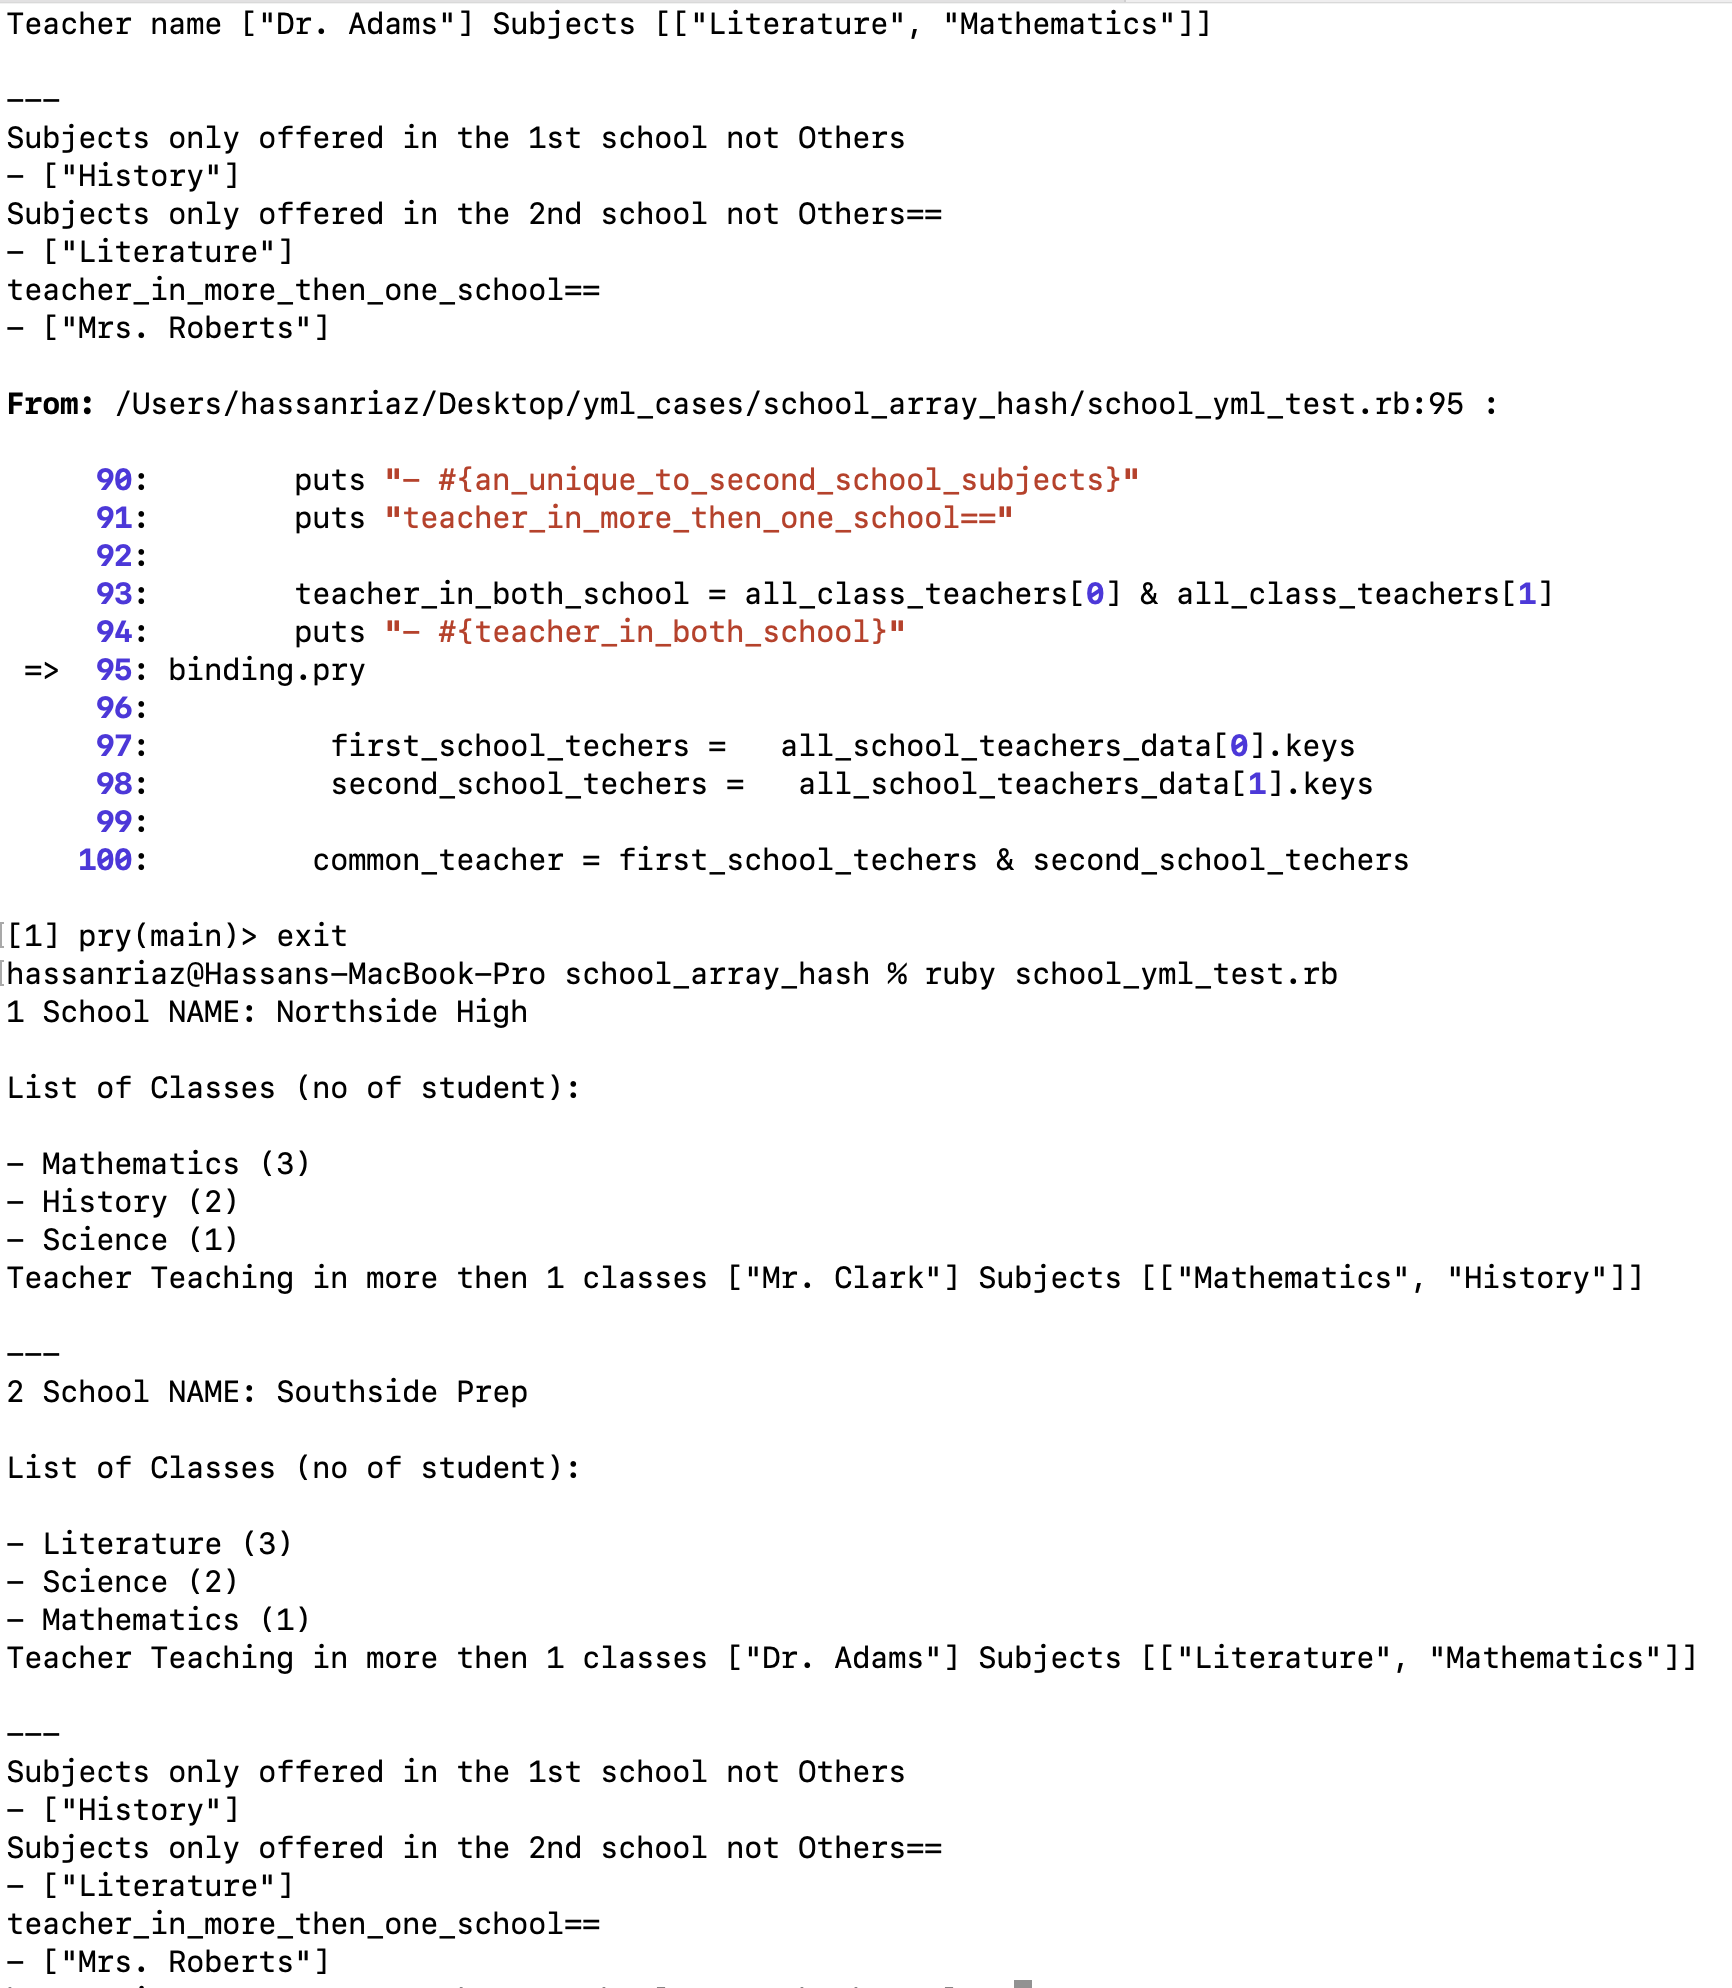 Teacher name ["Dr. Adams"] Subjects [["Literature", "Mathematics"]]
---
Subjects only offered in the 1st school not Others
- ["History"]
Subjects only offered in the 2nd school not Others==
- ["Literature"]
teacher_in_more_then_one_school==
- ["Mrs. Roberts"]
From: /Users/hassanriaz/Desktop/yml_cases/school_array_hash/school_yml_test.rb:95 :
90: puts "- #{an_unique_to_second_school_subjects}"
91: puts "teacher_in_more_then_one_school=="
92:
93: teacher_in_both_school = all_class_teachers[0] & all_class_teachers[1]
94: puts "- #{teacher_in_both_school}"
=> 95: binding.pry
96:
97: first_school_techers = all_school_teachers_data[0].keys
98: second_school_techers = all_school_teachers_data[1].keys
99:
100: common_teacher = first_school_techers & second_school_techers
[1] pry(main)> exit
hassanriaz@Hassans-MacBook-Pro school_array_hash % ruby school_yml_test.rb
1 School NAME: Northside High
List of Classes (no of student):
- Mathematics (3)
- History (2)
- Science (1)
Teacher Teaching in more then 1 classes ["Mr. Clark"] Subjects [["Mathematics", "History"]]
---
2 School NAME: Southside Prep
List of Classes (no of student):
- Literature (3)
- Science (2)
- Mathematics (1)
Teacher Teaching in more then 1 classes ["Dr. Adams"] Subjects [["Literature", "Mathematics"]]
---
Subjects only offered in the 1st school not Others
- ["History"]
Subjects only offered in the 2nd school not Others==
- ["Literature"]
teacher_in_more_then_one_school==
- ["Mrs. Roberts"]